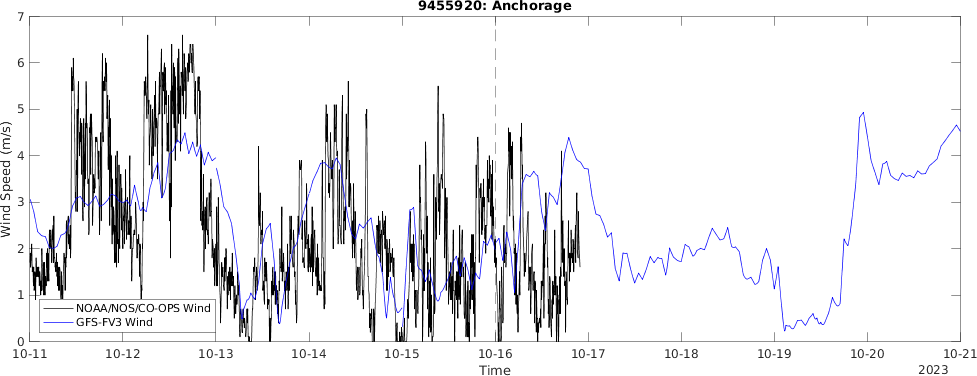 9455920: Anchorage
Wind Speed (m/s)
7
6
5
4
3
2
1
0
NOAA/NOS/CO-OPS Wind
GFS-FV3 Wind
10-11 10-12 10-13 10-14 10-15 10-16 10-17 10-18 10-19 10-20 10-21
Time
2023